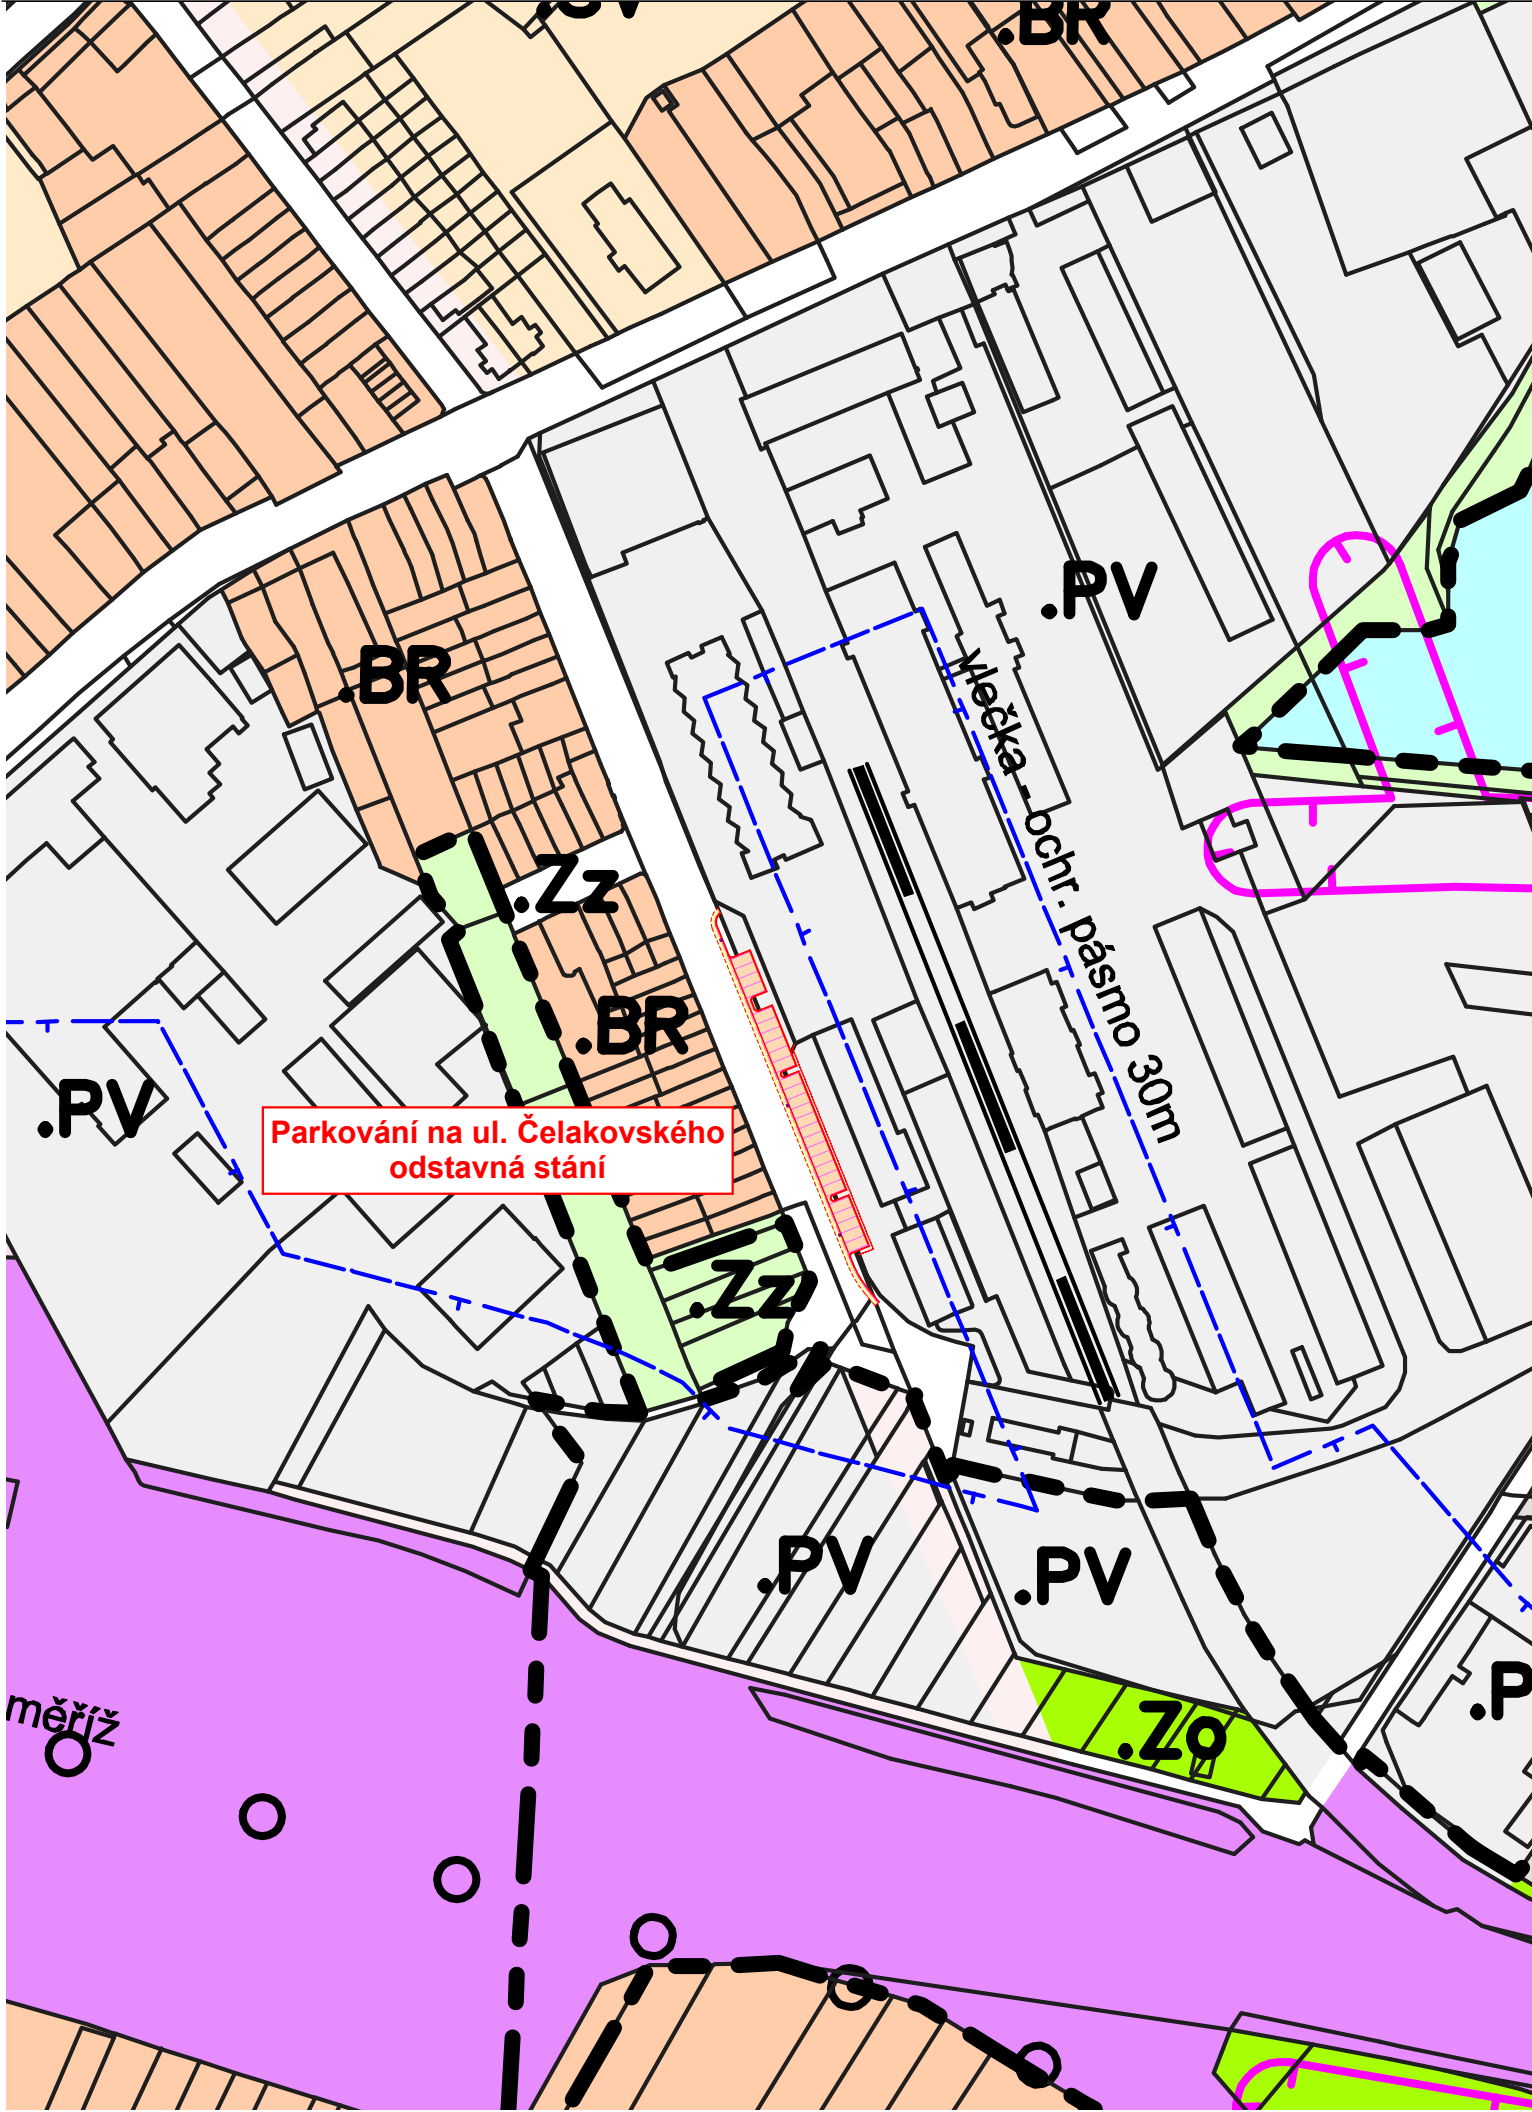 .BR
.PV
.BR
vlečka - ochr. pásmo 30m
.Zz
.BR
.PV
Parkování na ul. Čelakovského
odstavná stání
.Zz
.PV
.PV
.Zo
měříž